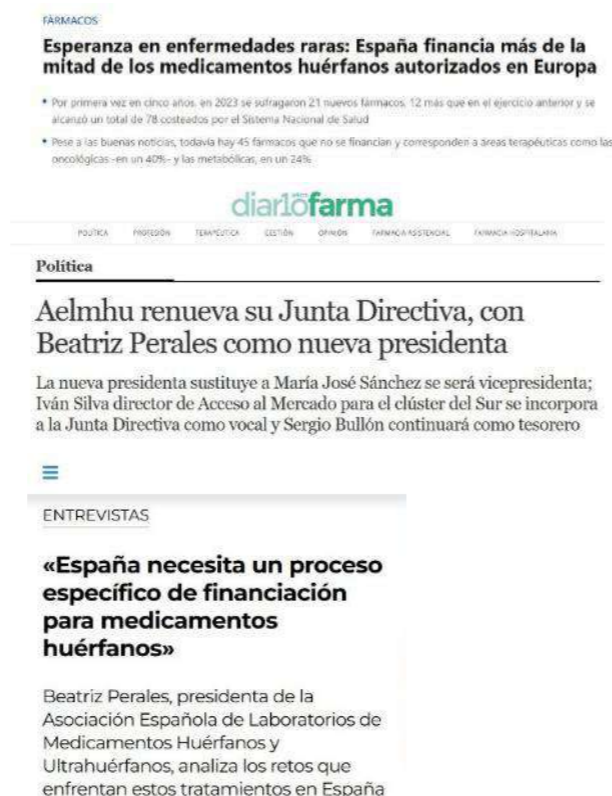 FÁRMACOS
Esperanza en enfermedades raras: España financia más de la
mitad de los medicamentos huérfanos autorizados en Europa
• Por primera vez en cinco años, en 2023 se sufragaron 21 nuevos fármacos, 12 más que en el ejercicio anterior y se
alcanzó un total de 78 costeados por el Sistema Nacional de Salud
• Pese a las buenas noticias, todavía hay 45 fármacos que no se financian y corresponden a áreas terapéuticas como las
oncológicas -en un 40%- y las metabólicas, en un 24%
diar1ofarma
POLÍTICA PROFESIÓN TERAPÉUTICA GESTIÓN OPINIÓN FARMACIA ASISTENCIAL FARMACIA HOSPITALARIA
Política
Aelmhu renueva su Junta Directiva, con
Beatriz Perales como nueva presidenta
La nueva presidenta sustituye a María José Sánchez se será vicepresidenta;
Iván Silva director de Acceso al Mercado para el clúster del Sur se incorpora
a la Junta Directiva como vocal y Sergio Bullón continuará como tesorero
ENTREVISTAS
«España necesita un proceso
específico de financiación
para medicamentos
huérfanos»
Beatriz Perales, presidenta de la
Asociación Española de Laboratorios de
Medicamentos Huérfanos y
Ultrahuérfanos, analiza los retos que
enfrentan estos tratamientos en España